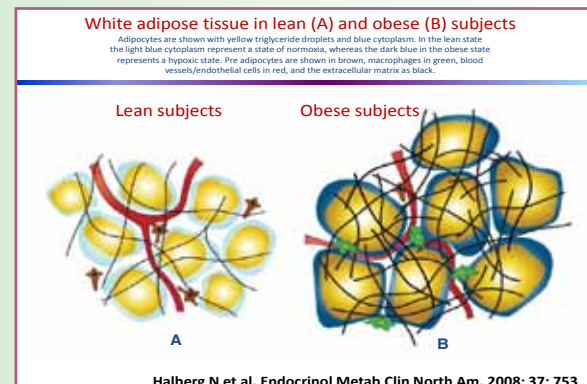 White adipose tissue in lean (A) and obese (B) subjects
Adipocytes are shown with yellow triglyceride droplets and blue cytoplasm. In the lean state
the light blue cytoplasm represent a state of normoxia, whereas the dark blue in the obese state
represents a hypoxic state. Pre adipocytes are shown in brown, macrophages in green, blood
vessels/endothelial cells in red, and the extracellular matrix as black.
Lean subjects Obese subjects
A B
Halberg N et al. Endocrinol Metab Clin North Am. 2008; 37: 753